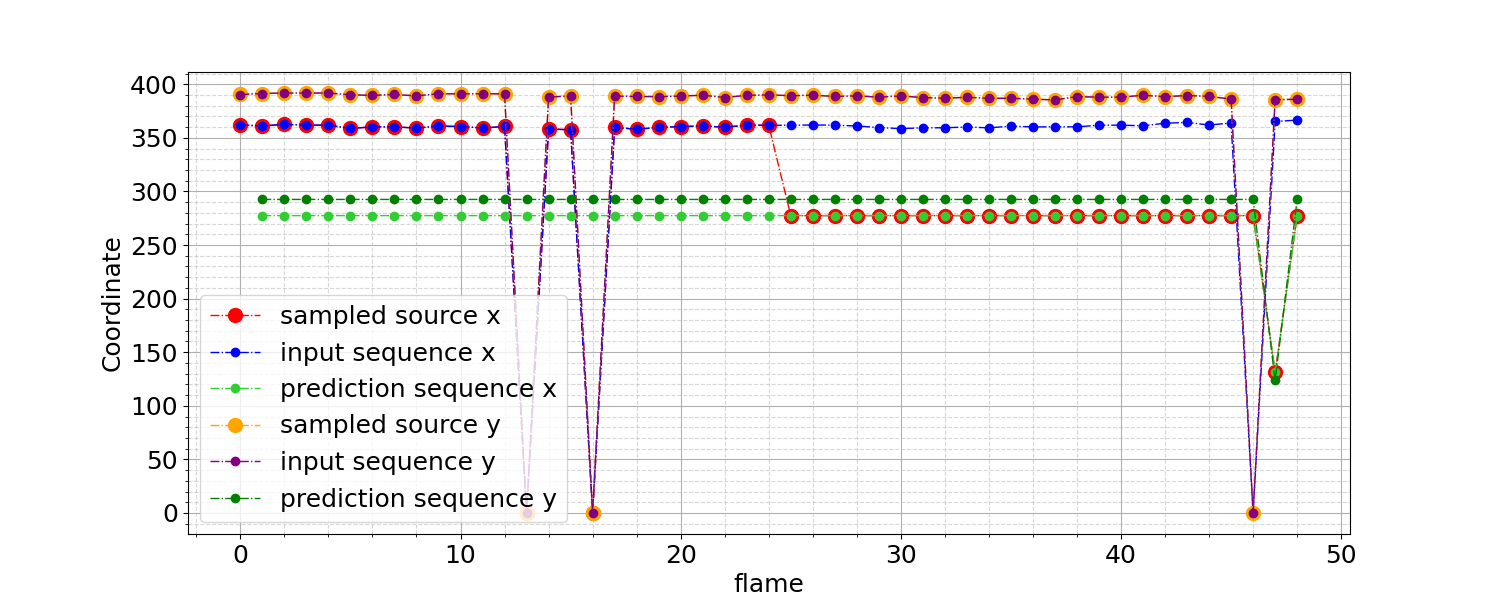 400
350
300
250
200
150
100
50
0
Coordinate
sampled source x
input sequence x
prediction sequence x
sampled source y
input sequence y
prediction sequence y
0 10 20 30 40 50
flame